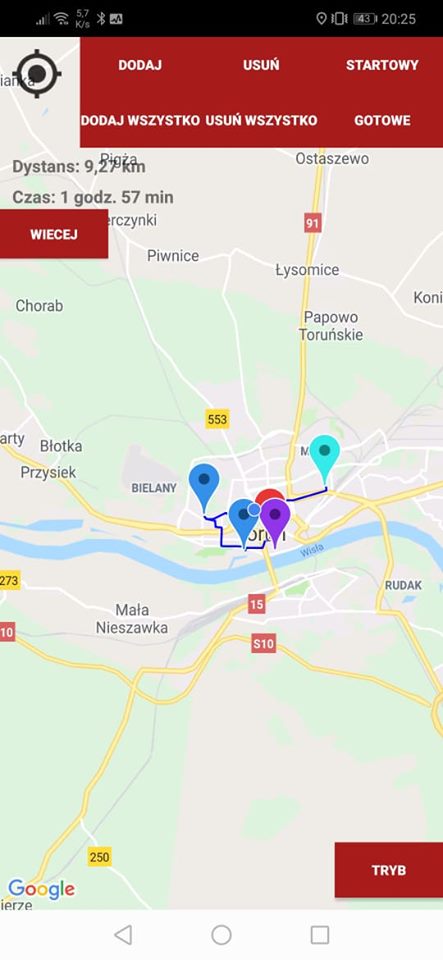 5,7
K/s
43
20:25
DODAJ
USUŃ
STARTOWY
DODAJ WSZYSTKO
USUŃ WSZYSTKO
GOTOWE
Pigża
Ostaszewo
Dystans: 9,27 km
Czas: 1 godz. 57 min
WIECEJ
91
Piwnice
Łysomice
Koni
Chorab
Papowo
Toruńskie
553
arty
Błotka
Przysiek
BIELANY
Wisła
273
RUDAK
Mała
Nieszawka
15
10
S10
250
Google
ierze
TRYB